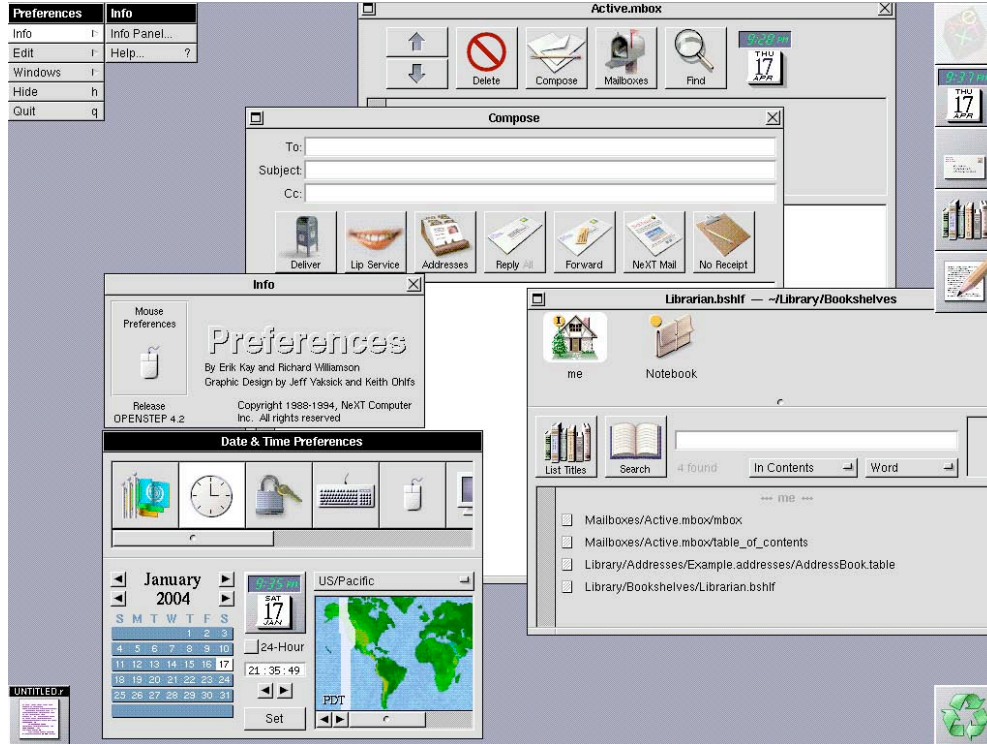 Preferences
Info
Edit
Windows
Hide h
Quit q
Info
Info Panel...
Help... ?
Active.mbox
Delete
Compose
Mailboxes
Find
9:28 PM
THU
17
APR
9:37 PM
THU
17
APR
Compose
To:
Subject:
Cc:
Deliver
Lip Service
Addresses
Reply All
Forward
NeXT Mail
No Receipt
Info
Mouse
Preferences
Release
OPENSTEP 4.2
Preferences
By Erik Kay and Richard Williamson
Graphic Design by Jeff Yaksick and Keith Ohlfs
Copyright 1988-1994, NeXT Computer
Inc. All rights reserved
Librarian.bshlf — ~/Library/Bookshelves
me
Notebook
List Titles
Search
4 found
In Contents
Word
--- me ---
Mailboxes/Active.mbox/mbox
Mailboxes/Active.mbox/table_of_contents
Library/Addresses/Example.addresses/AddressBook.table
Library/Bookshelves/Librarian.bshlf
Date & Time Preferences
January
2004
S M T W T F S
1 2 3
4 5 6 7 8 9 10
11 12 13 14 15 16 17
18 19 20 21 22 23 24
25 26 27 28 29 30 31
9:35 PM
SAT
17
JAN
24-Hour
21 : 35 : 49
Set
US/Pacific
PDT
UNTITLED.r